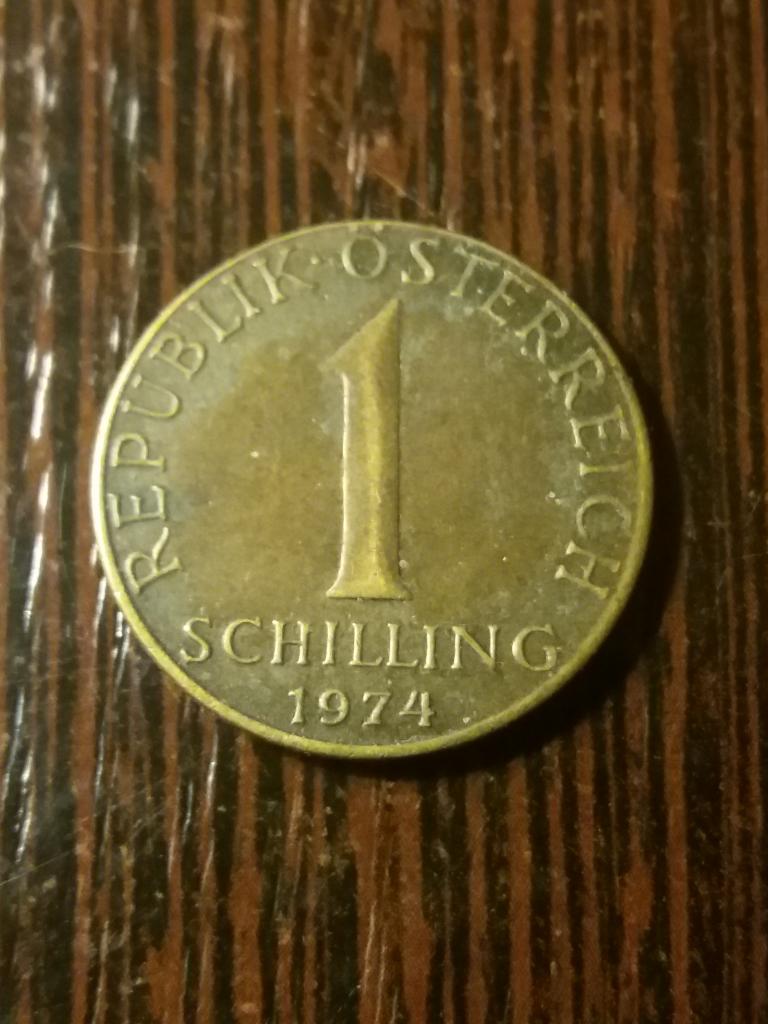 REPUBLIK·ÖSTERREICH
1
SCHILLING
1974